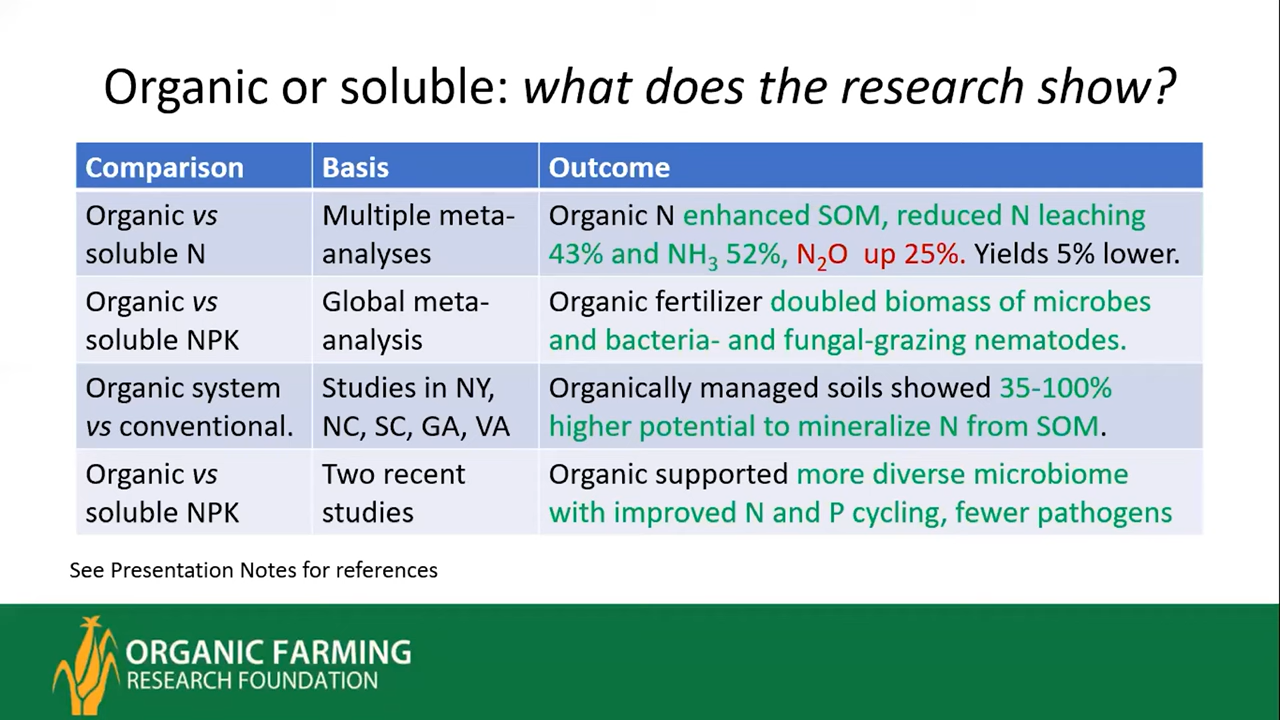 Organic or soluble: what does the research show?
Comparison
Basis
Outcome
Organic vs
soluble N
Multiple meta-
analyses
Organic N enhanced SOM, reduced N leaching
43% and NH₃ 52%, N₂O up 25%. Yields 5% lower.
Organic vs
soluble NPK
Global meta-
analysis
Organic fertilizer doubled biomass of microbes
and bacteria- and fungal-grazing nematodes.
Organic system
vs conventional.
Studies in NY,
NC, SC, GA, VA
Organically managed soils showed 35-100%
higher potential to mineralize N from SOM.
Organic vs
soluble NPK
Two recent
studies
Organic supported more diverse microbiome
with improved N and P cycling, fewer pathogens
See Presentation Notes for references
ORGANIC FARMING
RESEARCH FOUNDATION